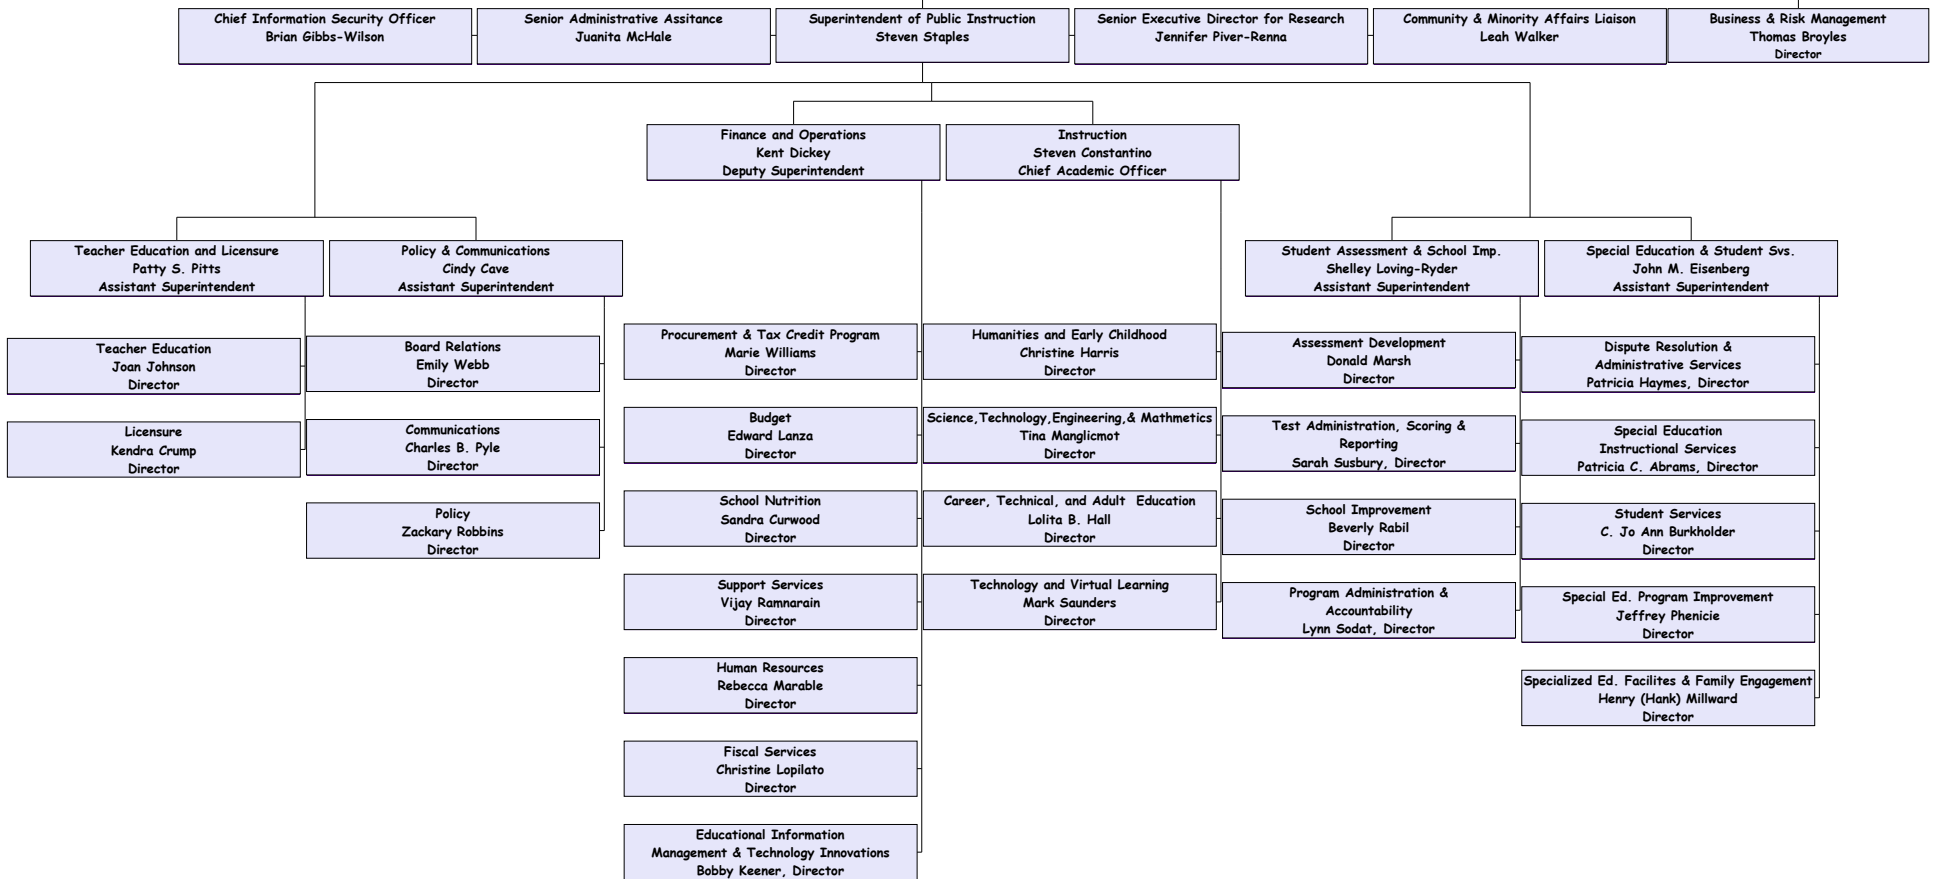 Chief Information Security Officer
Brian Gibbs-Wilson
Senior Administrative Assitance
Juanita McHale
Superintendent of Public Instruction
Steven Staples
Senior Executive Director for Research
Jennifer Piver-Renna
Community & Minority Affairs Liaison
Leah Walker
Business & Risk Management
Thomas Broyles
Director
Finance and Operations
Kent Dickey
Deputy Superintendent
Instruction
Steven Constantino
Chief Academic Officer
Teacher Education and Licensure
Patty S. Pitts
Assistant Superintendent
Policy & Communications
Cindy Cave
Assistant Superintendent
Student Assessment & School Imp.
Shelley Loving-Ryder
Assistant Superintendent
Special Education & Student Svs.
John M. Eisenberg
Assistant Superintendent
Teacher Education
Joan Johnson
Director
Licensure
Kendra Crump
Director
Board Relations
Emily Webb
Director
Communications
Charles B. Pyle
Director
Policy
Zackary Robbins
Director
Procurement & Tax Credit Program
Marie Williams
Director
Budget
Edward Lanza
Director
School Nutrition
Sandra Curwood
Director
Support Services
Vijay Ramnarain
Director
Human Resources
Rebecca Marable
Director
Fiscal Services
Christine Lopilato
Director
Educational Information
Management & Technology Innovations
Bobby Keener, Director
Humanities and Early Childhood
Christine Harris
Director
Science,Technology,Engineering,& Mathmetics
Tina Manglicmot
Director
Career, Technical, and Adult  Education
Lolita B. Hall
Director
Technology and Virtual Learning
Mark Saunders
Director
Assessment Development
Donald Marsh
Director
Test Administration, Scoring &
Reporting
Sarah Susbury, Director
School Improvement
Beverly Rabil
Director
Program Administration &
Accountability
Lynn Sodat, Director
Dispute Resolution &
Administrative Services
Patricia Haymes, Director
Special Education
Instructional Services
Patricia C. Abrams, Director
Student Services
C. Jo Ann Burkholder
Director
Special Ed. Program Improvement
Jeffrey Phenicie
Director
Specialized Ed. Facilites & Family Engagement
Henry (Hank) Millward
Director